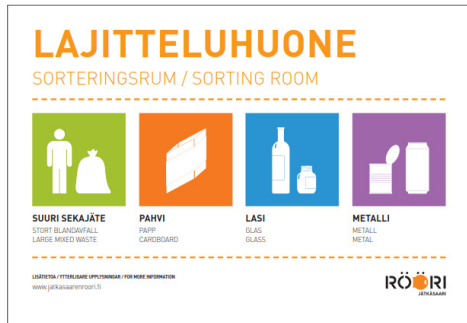 LAJITTELUHUONE
SORTERINGSRUM / SORTING ROOM
SUURI SEKAJÄTE
STORT BLANDAVFALL
LARGE MIXED WASTE
PAHVI
PAPP
CARDBOARD
LASI
GLAS
GLASS
METALLI
METALL
METAL
LISÄTIETOA / YTTERLIGARE UPPLYSNINGAR / FOR MORE INFORMATION
www.jatkasaarenroori.fi
RÖÖRI
JÄTKÄSAARI